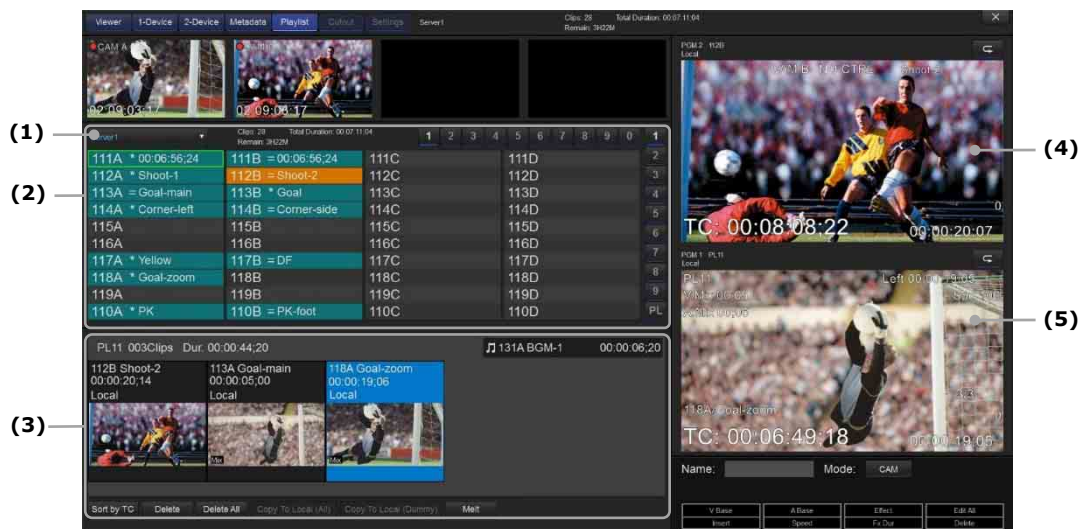 Viewer 1-Device 2-Device Metadata Playlist Cutout Settings Server1 Clips: 28 Total Duration: 00:07:11;04
Remain: 3H22M
CAM A
02:09:03:17
02:09:06:17
(1)
Server1 Clips: 28 Total Duration: 00:07:11;04
Remain: 3H22M
1 2 3 4 5 6 7 8 9 0 1
(2)
111A * 00:06:56;24 111B = 00:06:56;24 111C 111D 2
112A * Shoot-1 112B = Shoot-2 112C 112D 3
113A = Goal-main 113B * Goal 113C 113D 4
114A * Corner-left 114B = Corner-side 114C 114D 5
115A 115B 115C 115D 6
116A 116B 116C 116D 7
117A * Yellow 117B = DF 117C 117D 8
118A * Goal-zoom 118B 118C 118D 9
119A 119B 119C 119D
110A * PK 110B = PK-foot 110C 110D PL
(3)
PL11 003Clips Dur: 00:00:44;20 131A BGM-1 00:00:06;20
112B Shoot-2 113A Goal-main 118A Goal-zoom
00:00:20;14 00:00:05;00 00:00:19;06
Local Local Local
Mix Mix
Sort by TC Delete Delete All Copy To Local (All) Copy To Local (Dummy) Melt
PGM 2 112B
Local
Shoot-2
(4)
TC: 00:08:08:22 00:00:20:07
PGM 1 PL11
Local
PL11 Left 00:00:19:05
(5)
118A Goal-zoom
TC: 00:06:49:18 00:00:19:05
Name: Mode: CAM
V Base A Base Effect Edit All
Insert Speed Fx Dur Delete